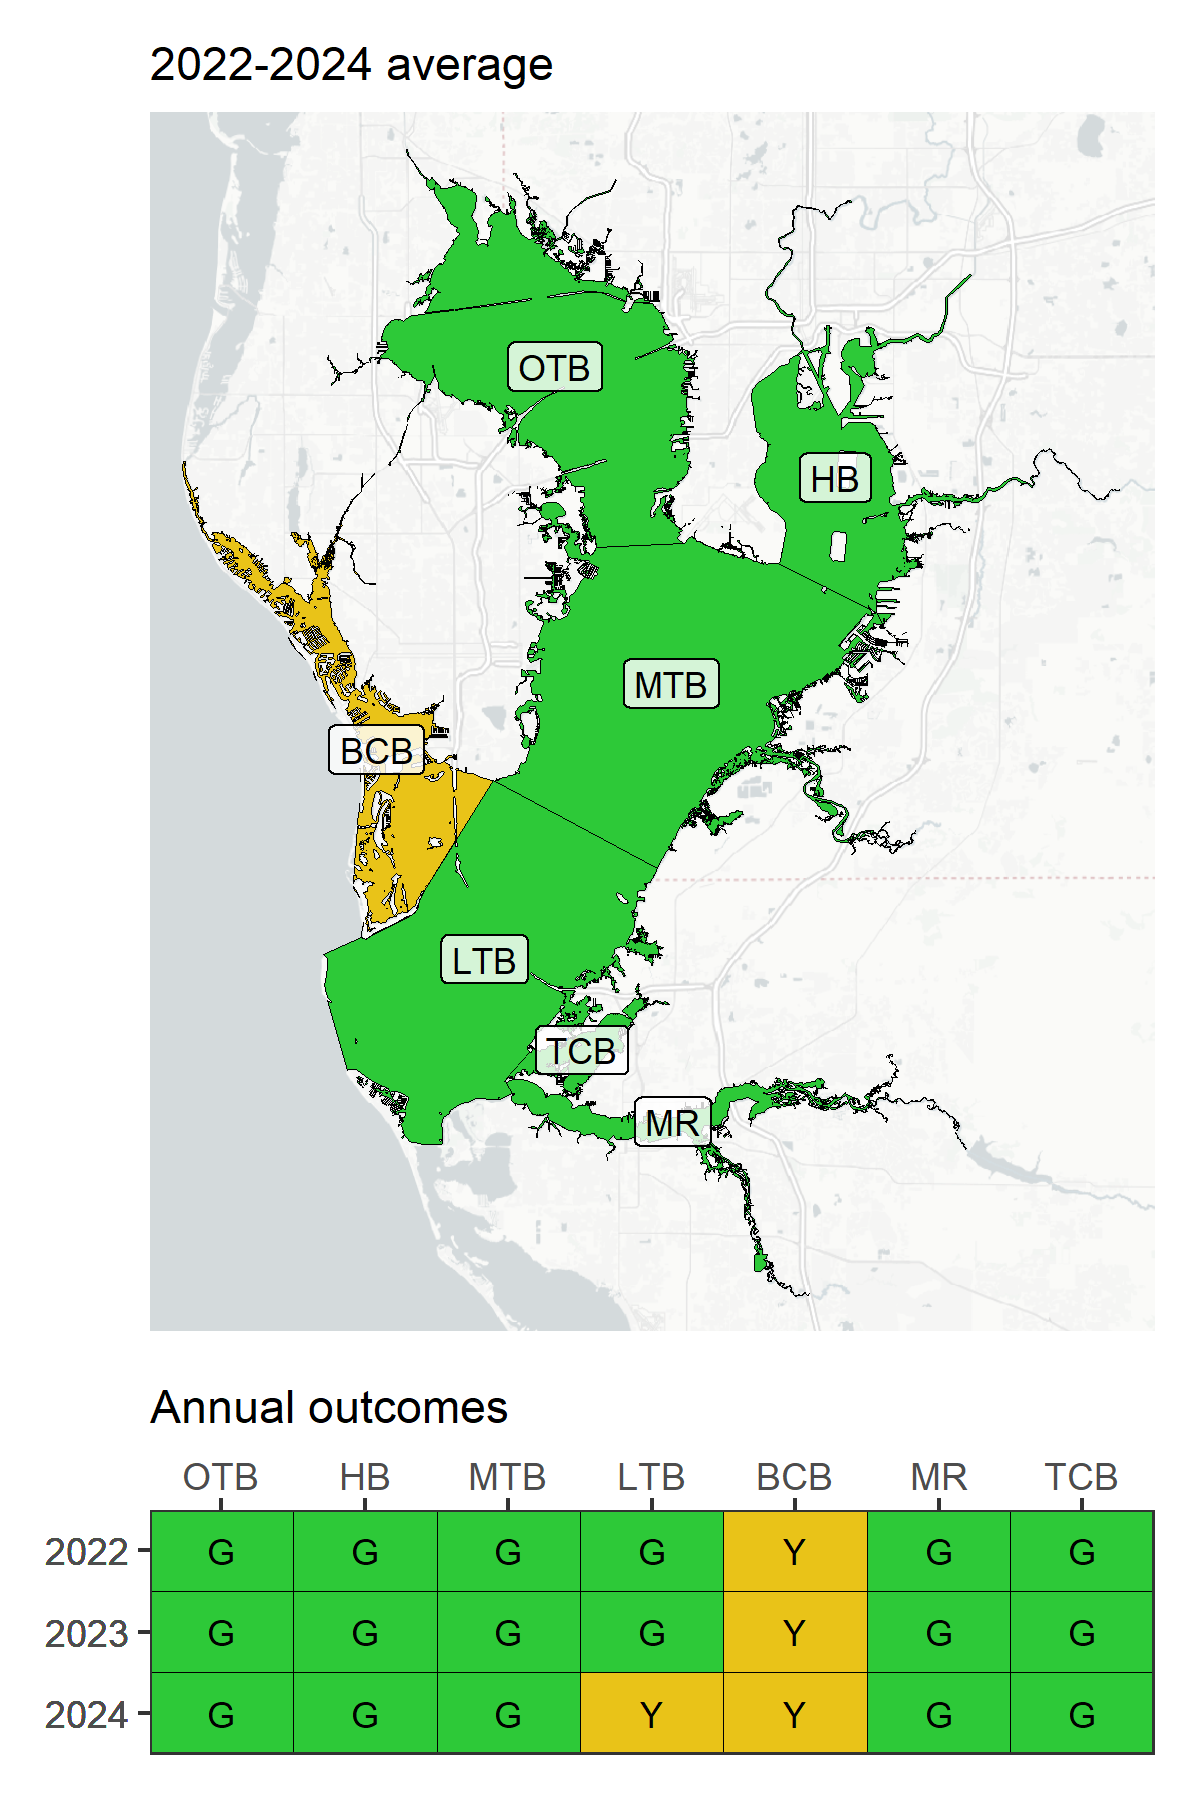 2022-2024 average
OTB
HB
MTB
BCB
LTB
TCB
MR
Annual outcomes
OTB HB MTB LTB BCB MR TCB
2022 G G G G Y G G
2023 G G G G Y G G
2024 G G G Y Y G G